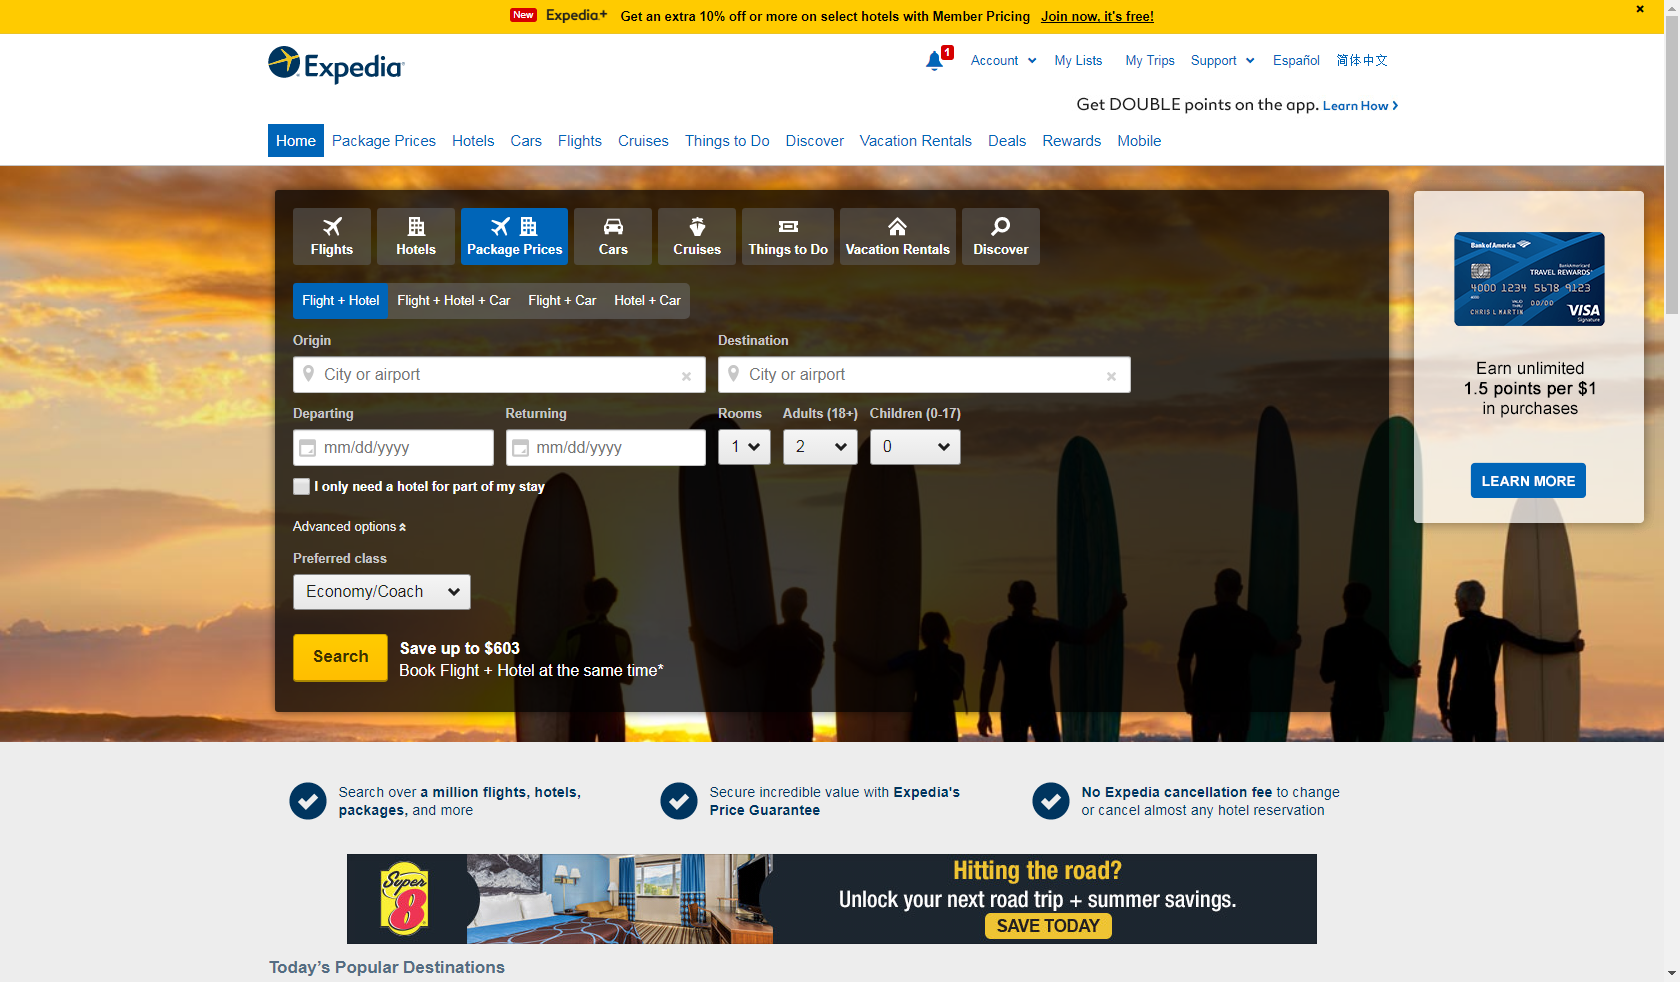 New Expedia+ Get an extra 10% off or more on select hotels with Member Pricing Join now, it's free!
Expedia
1
Account My Lists My Trips Support Español 简体中文
Get DOUBLE points on the app. Learn How
Home Package Prices Hotels Cars Flights Cruises Things to Do Discover Vacation Rentals Deals Rewards Mobile
Flights Hotels Package Prices Cars Cruises Things to Do Vacation Rentals Discover
Flight + Hotel Flight + Hotel + Car Flight + Car Hotel + Car
Origin Destination
City or airport City or airport
Departing Returning Rooms Adults (18+) Children (0-17)
mm/dd/yyyy mm/dd/yyyy 1 2 0
I only need a hotel for part of my stay
Advanced options
Preferred class
Economy/Coach
Search
Save up to $603
Book Flight + Hotel at the same time*
Bank of America
BankAmericard
TRAVEL REWARDS
4000 1234 5678 9123
VALID THRU 00/00
CHRIS L MARTIN
VISA
Signature
Earn unlimited
1.5 points per $1
in purchases
LEARN MORE
Search over a million flights, hotels,
packages, and more
Secure incredible value with Expedia's
Price Guarantee
No Expedia cancellation fee to change
or cancel almost any hotel reservation
Super
8
Hitting the road?
Unlock your next road trip + summer savings.
SAVE TODAY
Today's Popular Destinations